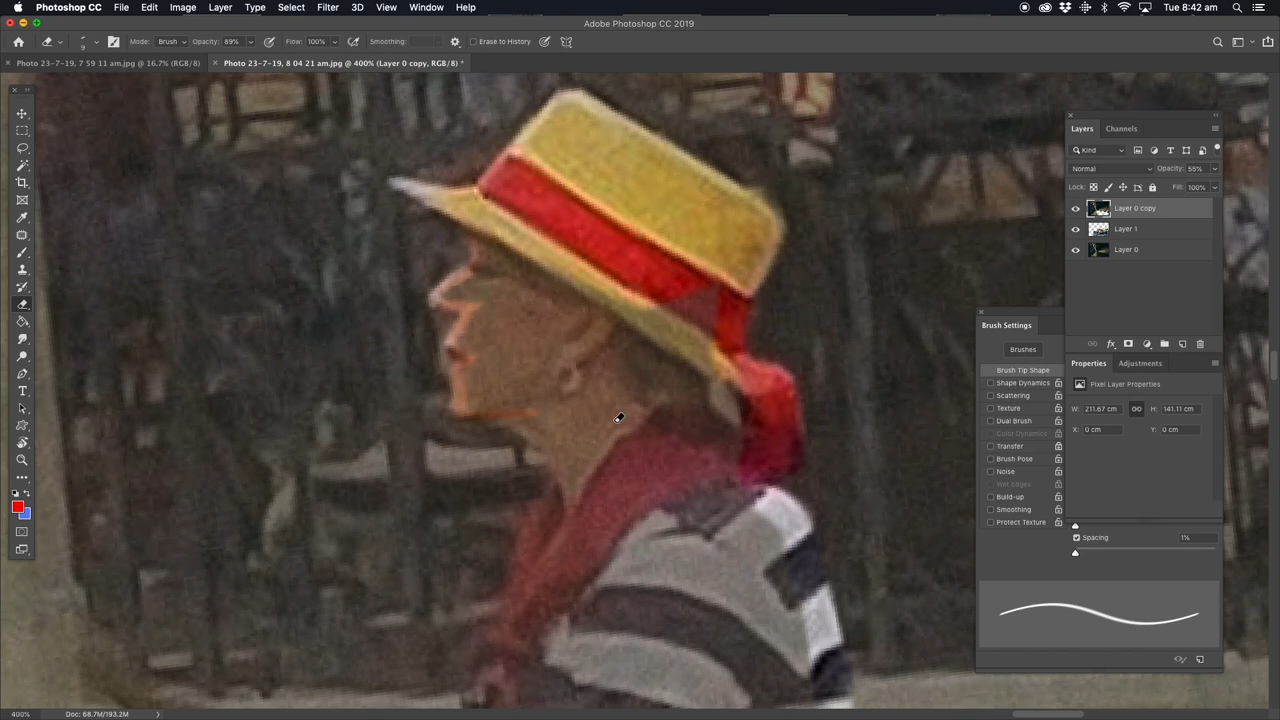 Photoshop CC File Edit Image Layer Type Select Filter 3D View Window Help Tue 8:42 am
Adobe Photoshop CC 2019
9 Mode: Brush Opacity: 89% Flow: 100% Smoothing: Erase to History
Photo 23-7-19, 7 59 11 am.jpg @ 16.7% (RGB/8) Photo 23-7-19, 8 04 21 am.jpg @ 400% (Layer 0 copy, RGB/8) *
Layers Channels
Kind
Normal Opacity: 55%
Lock: Fill: 100%
Layer 0 copy
Layer 1
Layer 0
Properties Adjustments
Pixel Layer Properties
W: 211.67 cm H: 141.11 cm
X: 0 cm Y: 0 cm
Brush Settings
Brushes
Brush Tip Shape
Shape Dynamics
Scattering
Texture
Dual Brush
Color Dynamics
Transfer
Brush Pose
Noise
Wet Edges
Build-up
Smoothing
Protect Texture
Spacing 1%
400% Doc: 68.7M/193.2M